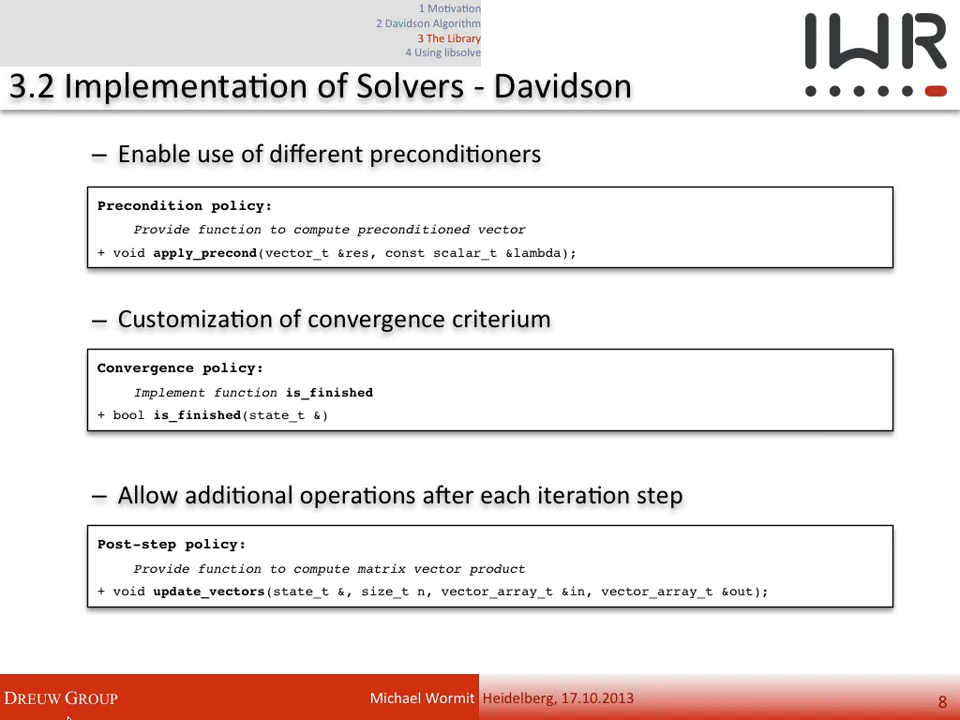 1 Motivation
2 Davidson Algorithm
3 The Library
4 Using libsolve
IWR
3.2 Implementation of Solvers - Davidson
– Enable use of different preconditioners
Precondition policy:
Provide function to compute preconditioned vector
+ void apply_precond(vector_t &res, const scalar_t &lambda);
– Customization of convergence criterium
Convergence policy:
Implement function is_finished
+ bool is_finished(state_t &)
– Allow additional operations after each iteration step
Post-step policy:
Provide function to compute matrix vector product
+ void update_vectors(state_t &, size_t n, vector_array_t &in, vector_array_t &out);
DREUW GROUP
Michael Wormit Heidelberg, 17.10.2013
8